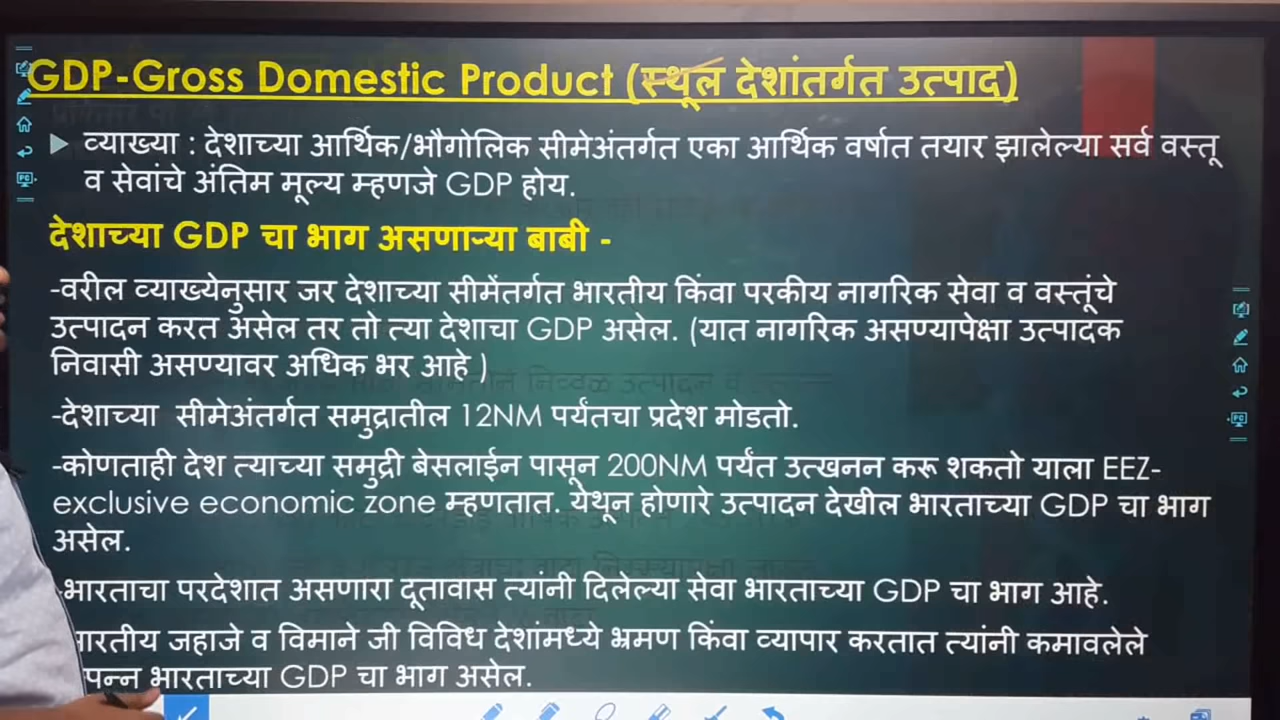 GDP-Gross Domestic Product (स्थूल देशांतर्गत उत्पाद)
व्याख्या : देशाच्या आर्थिक/भौगोलिक सीमेअंतर्गत एका आर्थिक वर्षात तयार झालेल्या सर्व वस्तू
व सेवांचे अंतिम मूल्य म्हणजे GDP होय.
देशाच्या GDP चा भाग असणाऱ्या बाबी -
-वरील व्याख्येनुसार जर देशाच्या सीमेंतर्गत भारतीय किंवा परकीय नागरिक सेवा व वस्तूंचे
उत्पादन करत असेल तर तो त्या देशाचा GDP असेल. (यात नागरिक असण्यापेक्षा उत्पादक
निवासी असण्यावर अधिक भर आहे )
-देशाच्या सीमेअंतर्गत समुद्रातील 12NM पर्यंतचा प्रदेश मोडतो.
-कोणताही देश त्याच्या समुद्री बेसलाईन पासून 200NM पर्यंत उत्खनन करू शकतो याला EEZ-
exclusive economic zone म्हणतात. येथून होणारे उत्पादन देखील भारताच्या GDP चा भाग
असेल.
-भारताचा परदेशात असणारा दूतावास त्यांनी दिलेल्या सेवा भारताच्या GDP चा भाग आहे.
जहाजे व विमाने जी विविध देशांमध्ये भ्रमण किंवा व्यापार करतात त्यांनी कमावलेले
भारताच्या GDP चा भाग असेल.